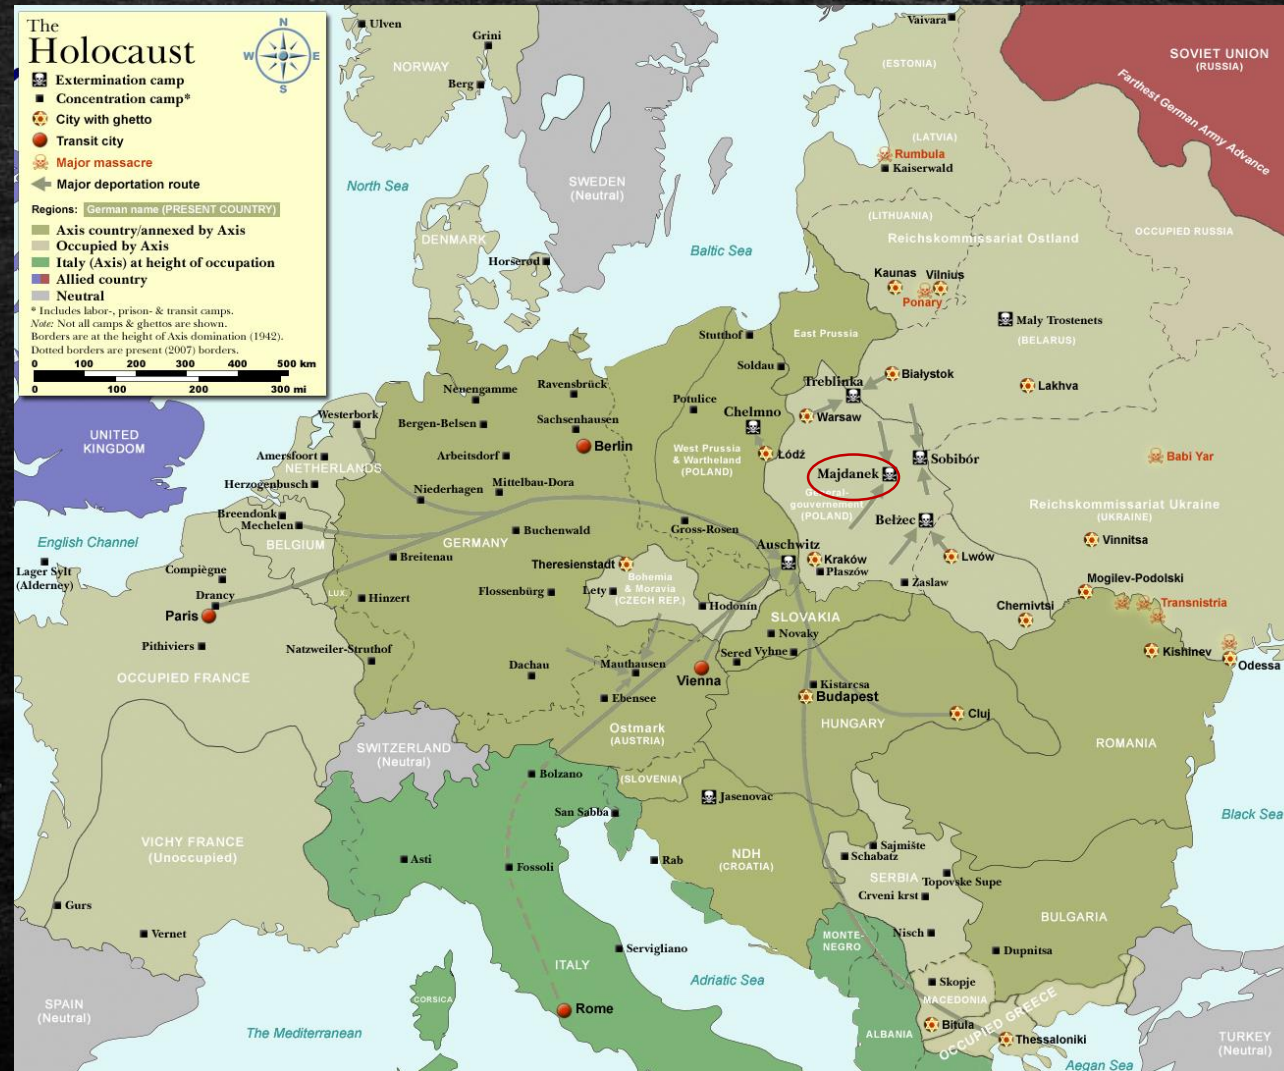 The
Holocaust
N
W
E
S
Extermination camp
Concentration camp*
City with ghetto
Transit city
Major massacre
Major deportation route
Regions: German name (PRESENT COUNTRY)
Axis country/annexed by Axis
Occupied by Axis
Italy (Axis) at height of occupation
Allied country
Neutral
* Includes labor-, prison- & transit camps.
Note: Not all camps & ghettos are shown.
Borders are at the height of Axis domination (1942).
Dotted borders are present (2007) borders.
100 200 300 400 500 km
0
0 100 200 300 mi
Ulven
Grini
NORWAY
Berg
Vaivara
(ESTONIA)
SOVIET UNION
(RUSSIA)
Farthest German Army Advance
(LATVIA)
Rumbula
Kaiserwald
North Sea
SWEDEN
(Neutral)
DENMARK
Horserød
Baltic Sea
(LITHUANIA)
Reichskommissariat Ostland
OCCUPIED RUSSIA
Kaunas
Vilnius
Ponary
Maly Trostenets
(BELARUS)
East Prussia
Stutthof
Soldau
Białystok
Lakhva
Treblinka
Warsaw
Neuengamme
Ravensbrück
Potulice
Chelmno
Westerbork
Bergen-Belsen
Sachsenhausen
Berlin
Łódź
UNITED
KINGDOM
Amersfoort
NETHERLANDS
Arbeitsdorf
West Prussia
& Wartheland
(POLAND)
Majdanek
Sobibór
Babi Yar
Herzogenbusch
Niederhagen
Mittelbau-Dora
General-
gouvernement
(POLAND)
Reichskommissariat Ukraine
(UKRAINE)
Breendonk
Mechelen
BELGIUM
Buchenwald
Gross-Rosen
Bełżec
English Channel
GERMANY
Auschwitz
Vinnitsa
Lager Sylt
(Alderney)
Compiègne
Breitenau
Theresienstadt
Kraków
Płaszów
Lwów
Drancy
LUX.
Hinzert
Flossenbürg
Lety
Bohemia
& Moravia
(CZECH REP.)
Hodonín
Zaslaw
Mogilev-Podolski
Transnistria
Paris
SLOVAKIA
Chernivtsi
Pithiviers
Natzweiler-Struthof
Novaky
Sered
Vyhne
Kishinev
Odessa
OCCUPIED FRANCE
Dachau
Mauthausen
Vienna
Ebensee
Kistarcsa
Budapest
Cluj
Ostmark
(AUSTRIA)
HUNGARY
ROMANIA
SWITZERLAND
(Neutral)
Bolzano
(SLOVENIA)
San Sabba
Jasenovac
Black Sea
VICHY FRANCE
(Unoccupied)
Asti
Fossoli
Rab
NDH
(CROATIA)
Sajmište
Schabatz
SERBIA
Topovske Supe
Crveni krst
Gurs
Vernet
Servigliano
MONTE-
NEGRO
Nisch
BULGARIA
Dupnitsa
ITALY
Adriatic Sea
SPAIN
(Neutral)
CORSICA
Skopje
MACEDONIA
OCCUPIED GREECE
Rome
The Mediterranean
ALBANIA
Bitula
Thessaloniki
TURKEY
(Neutral)
Aegan Sea